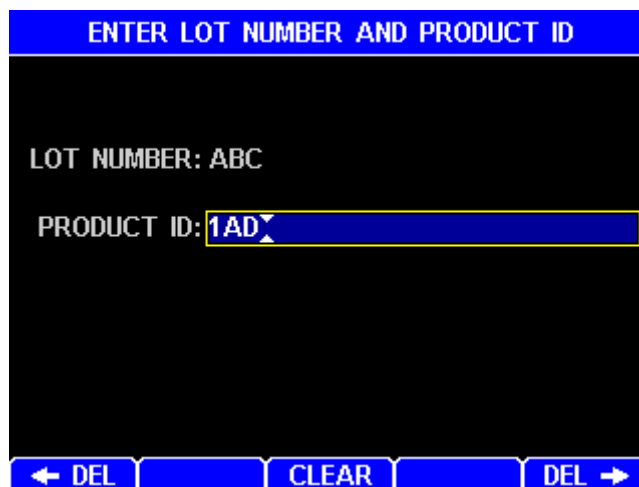 ENTER LOT NUMBER AND PRODUCT ID
LOT NUMBER: ABC
PRODUCT ID: 1AD
← DEL CLEAR DEL →